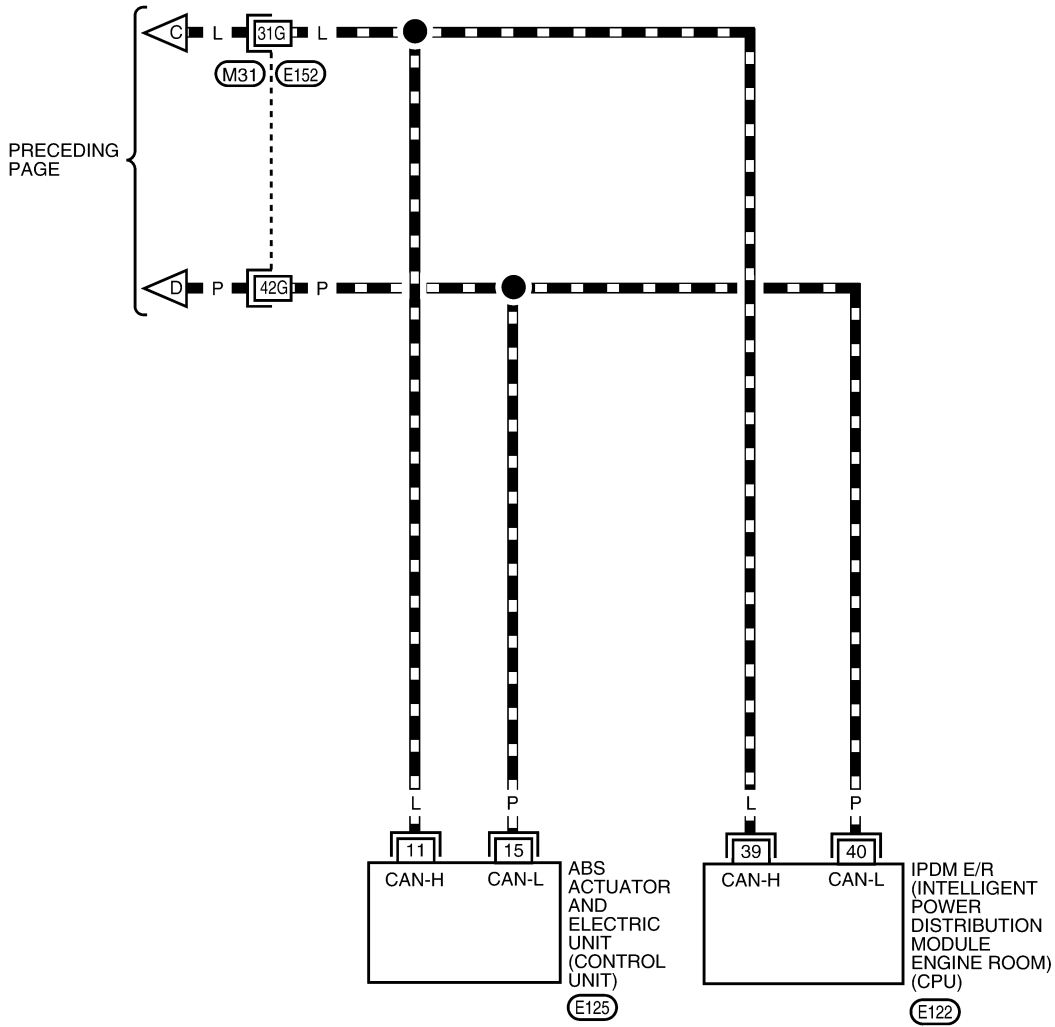 C L 31G L
M31 E152
PRECEDING
PAGE
D P 42G P
L P L P
11 15 39 40
CAN-H CAN-L
ABS
ACTUATOR
AND
ELECTRIC
UNIT
(CONTROL
UNIT)
E125
CAN-H CAN-L
IPDM E/R
(INTELLIGENT
POWER
DISTRIBUTION
MODULE
ENGINE ROOM)
(CPU)
E122